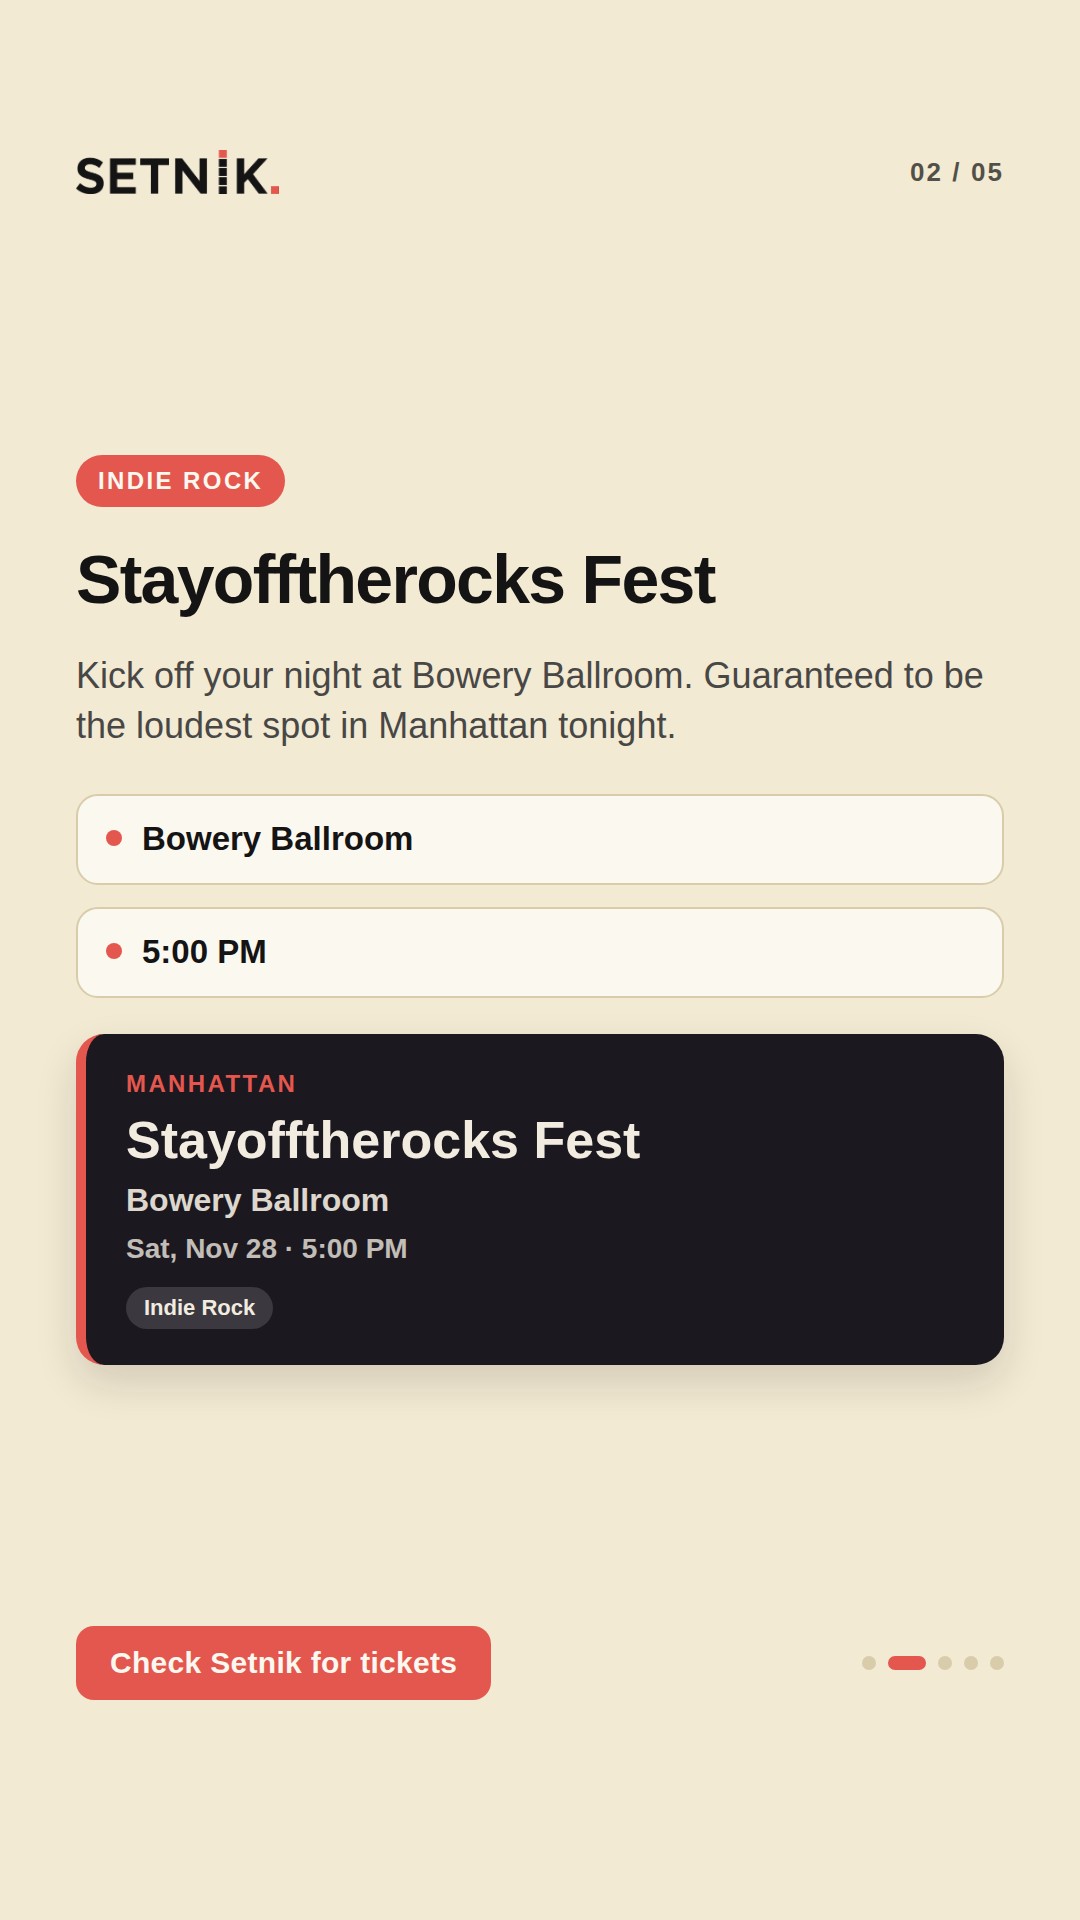 SETNIK.
02 / 05
INDIE ROCK
Stayofftherocks Fest
Kick off your night at Bowery Ballroom. Guaranteed to be
the loudest spot in Manhattan tonight.
Bowery Ballroom
5:00 PM
MANHATTAN
Stayofftherocks Fest
Bowery Ballroom
Sat, Nov 28 · 5:00 PM
Indie Rock
Check Setnik for tickets